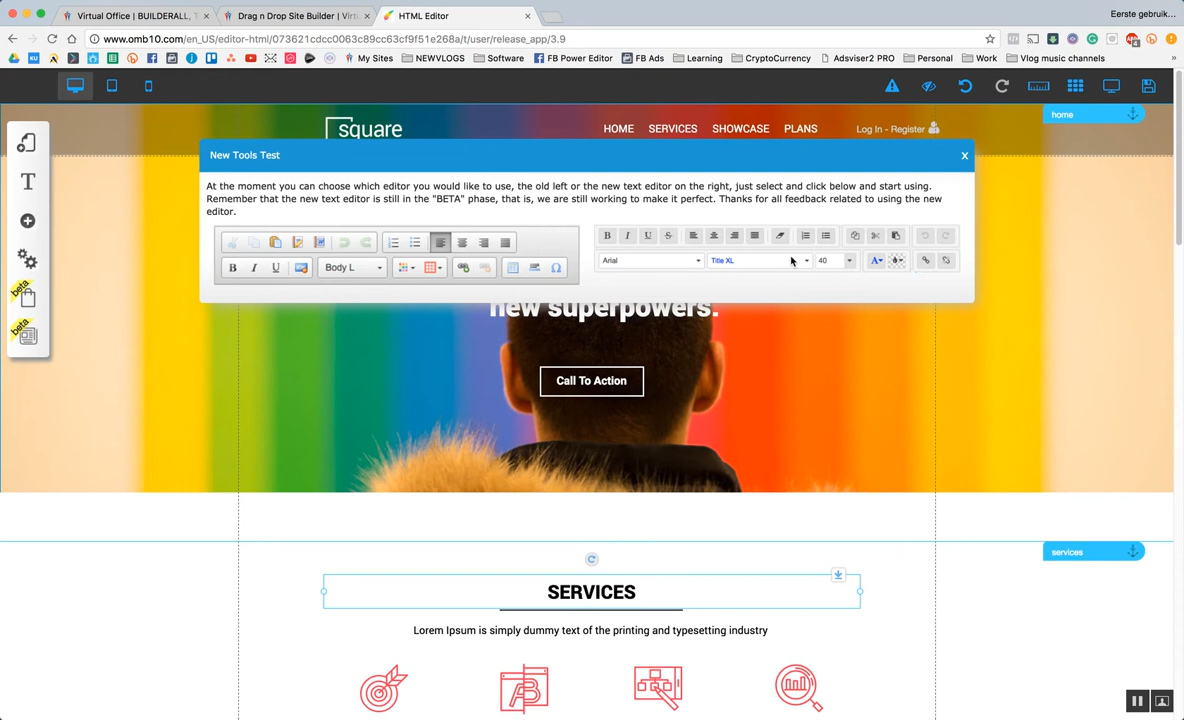 Virtual Office | BUILDERALL, T
Drag n Drop Site Builder | Virtu
HTML Editor
Eerste gebruik...
www.omb10.com/en_US/editor-html/073621cdcc0063c89cc63cf9f51e268a/t/user/release_app/3.9
My Sites
NEWVLOGS
Software
FB Power Editor
FB Ads
Learning
CryptoCurrency
Adsviser2 PRO
Personal
Work
Vlog music channels
square
HOME SERVICES SHOWCASE PLANS Log In - Register
home
New Tools Test
x
At the moment you can choose which editor you would like to use, the old left or the new text editor on the right, just select and click below and start using.
Remember that the new text editor is still in the "BETA" phase, that is, we are still working to make it perfect. Thanks for all feedback related to using the new
editor.
B I U S
Arial Title XL 40 A
B I U Body L Ω
T
beta
beta
new superpowers.
Call To Action
services
SERVICES
Lorem Ipsum is simply dummy text of the printing and typesetting industry